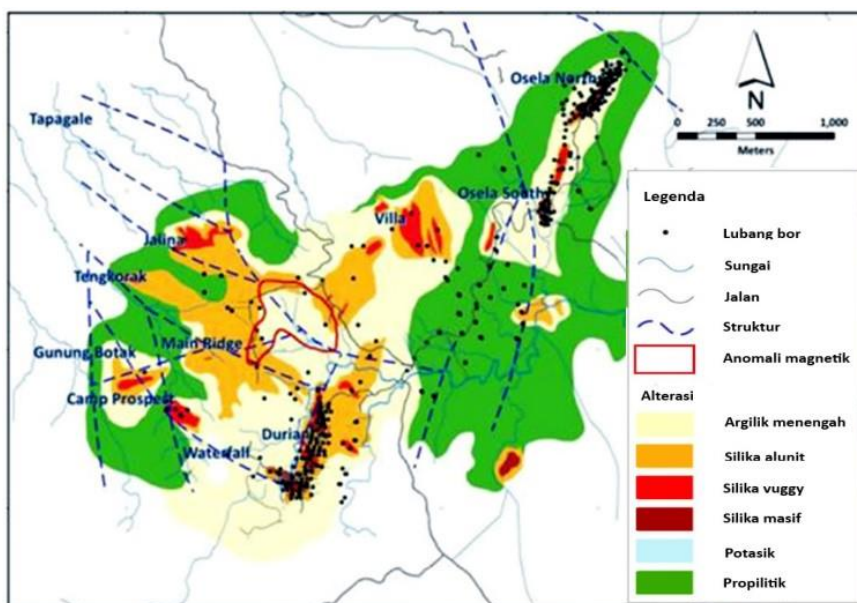 Osela North
Tapagale
N
0 250 500 1,000
Meters
Osela South
Villa
Jalina
Tengkorak
Gunung Botak
Main Ridge
Camp Prospect
Durian
Waterfall
Legenda
Lubang bor
Sungai
Jalan
Struktur
Anomali magnetik
Alterasi
Argilik menengah
Silika alunit
Silika vuggy
Silika masif
Potasik
Propilitik